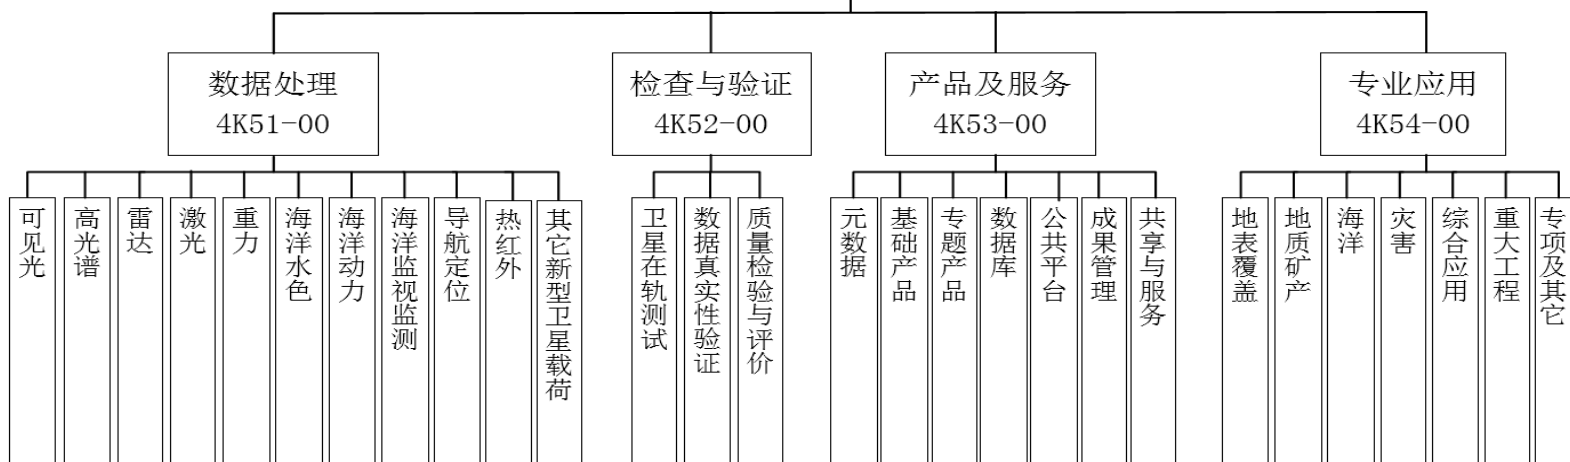 数据处理
4K51-00
检查与验证
4K52-00
产品及服务
4K53-00
专业应用
4K54-00
可见光
高光谱
雷达
激光
重力
海洋水色
海洋动力
海洋监视监测
导航定位
热红外
其它新型卫星载荷
卫星在轨测试
数据真实性验证
质量检验与评价
元数据
基础产品
专题产品
数据库
公共平台
成果管理
共享与服务
地表覆盖
地质矿产
海洋
灾害
综合应用
重大工程
专项及其它